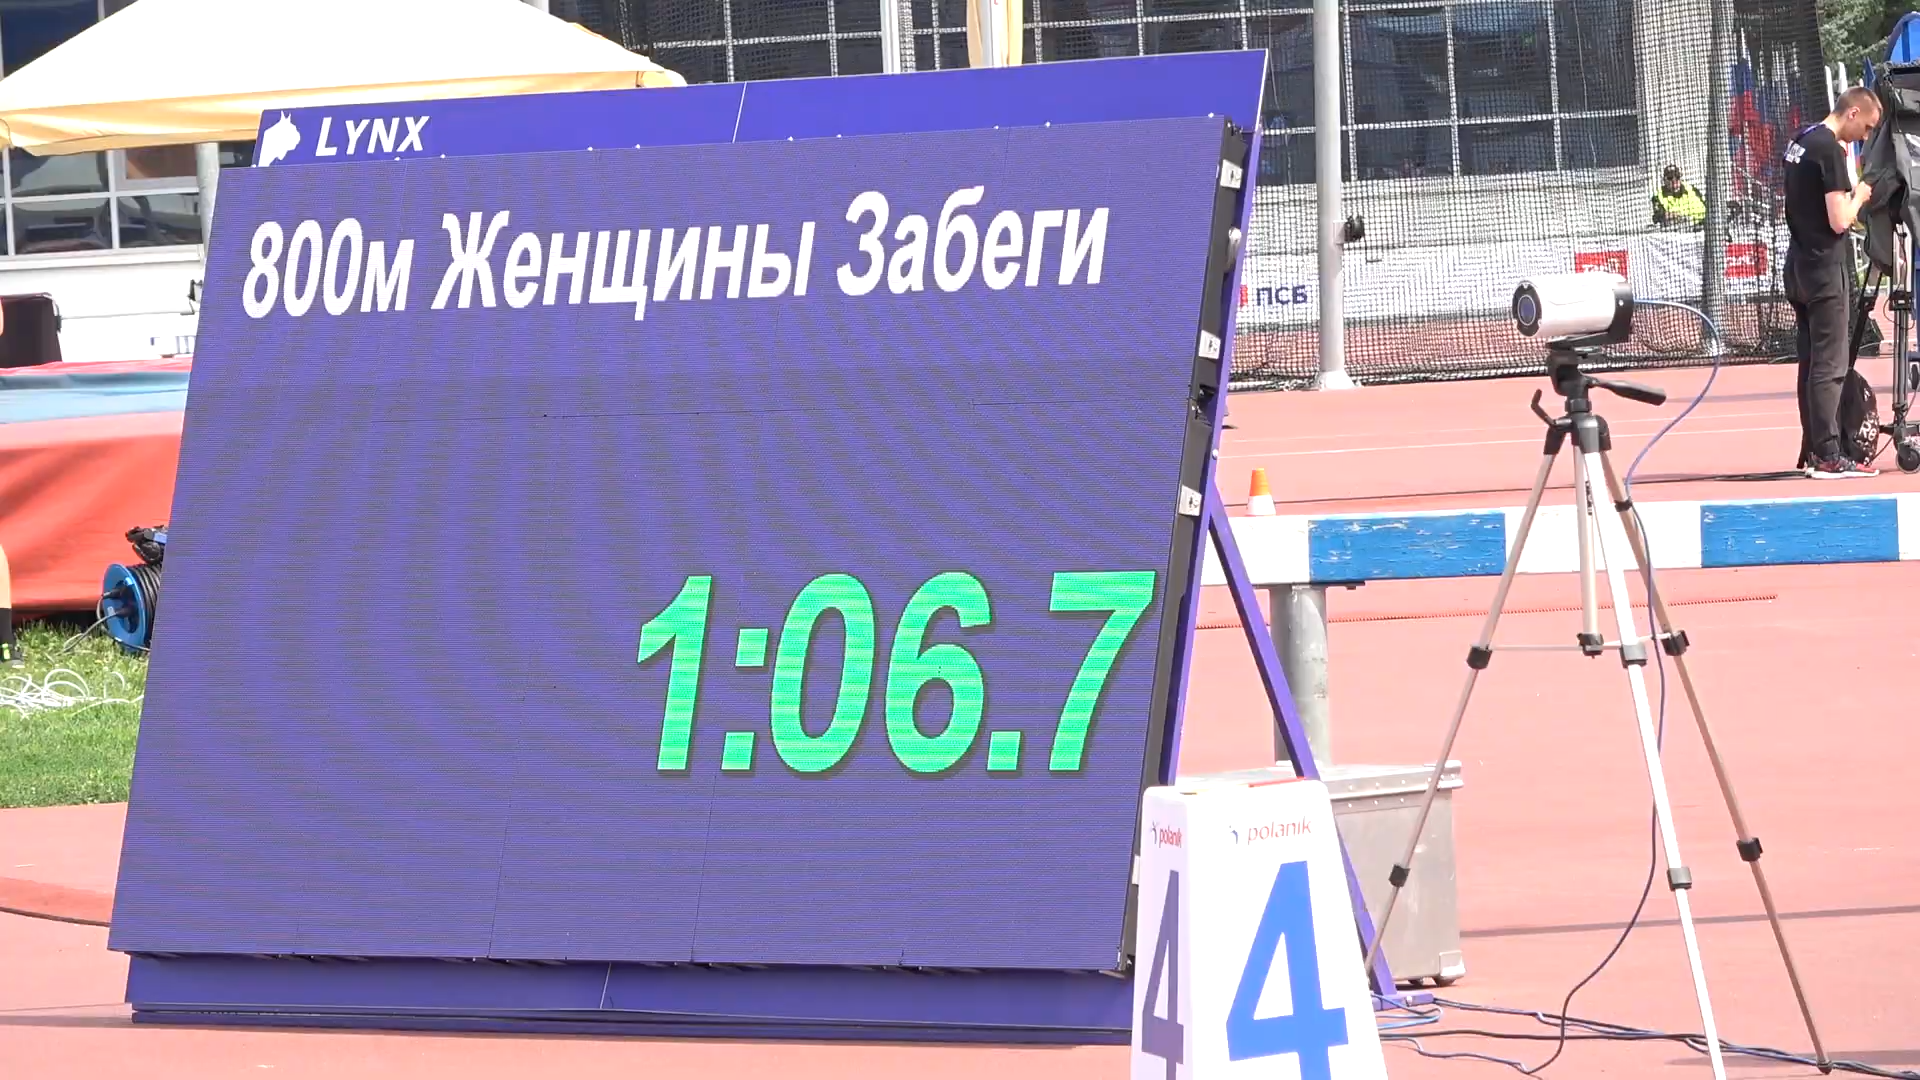 LYNX
800м Женщины Забеги
1:06.7
ПСБ
polanik
polanik
4
4